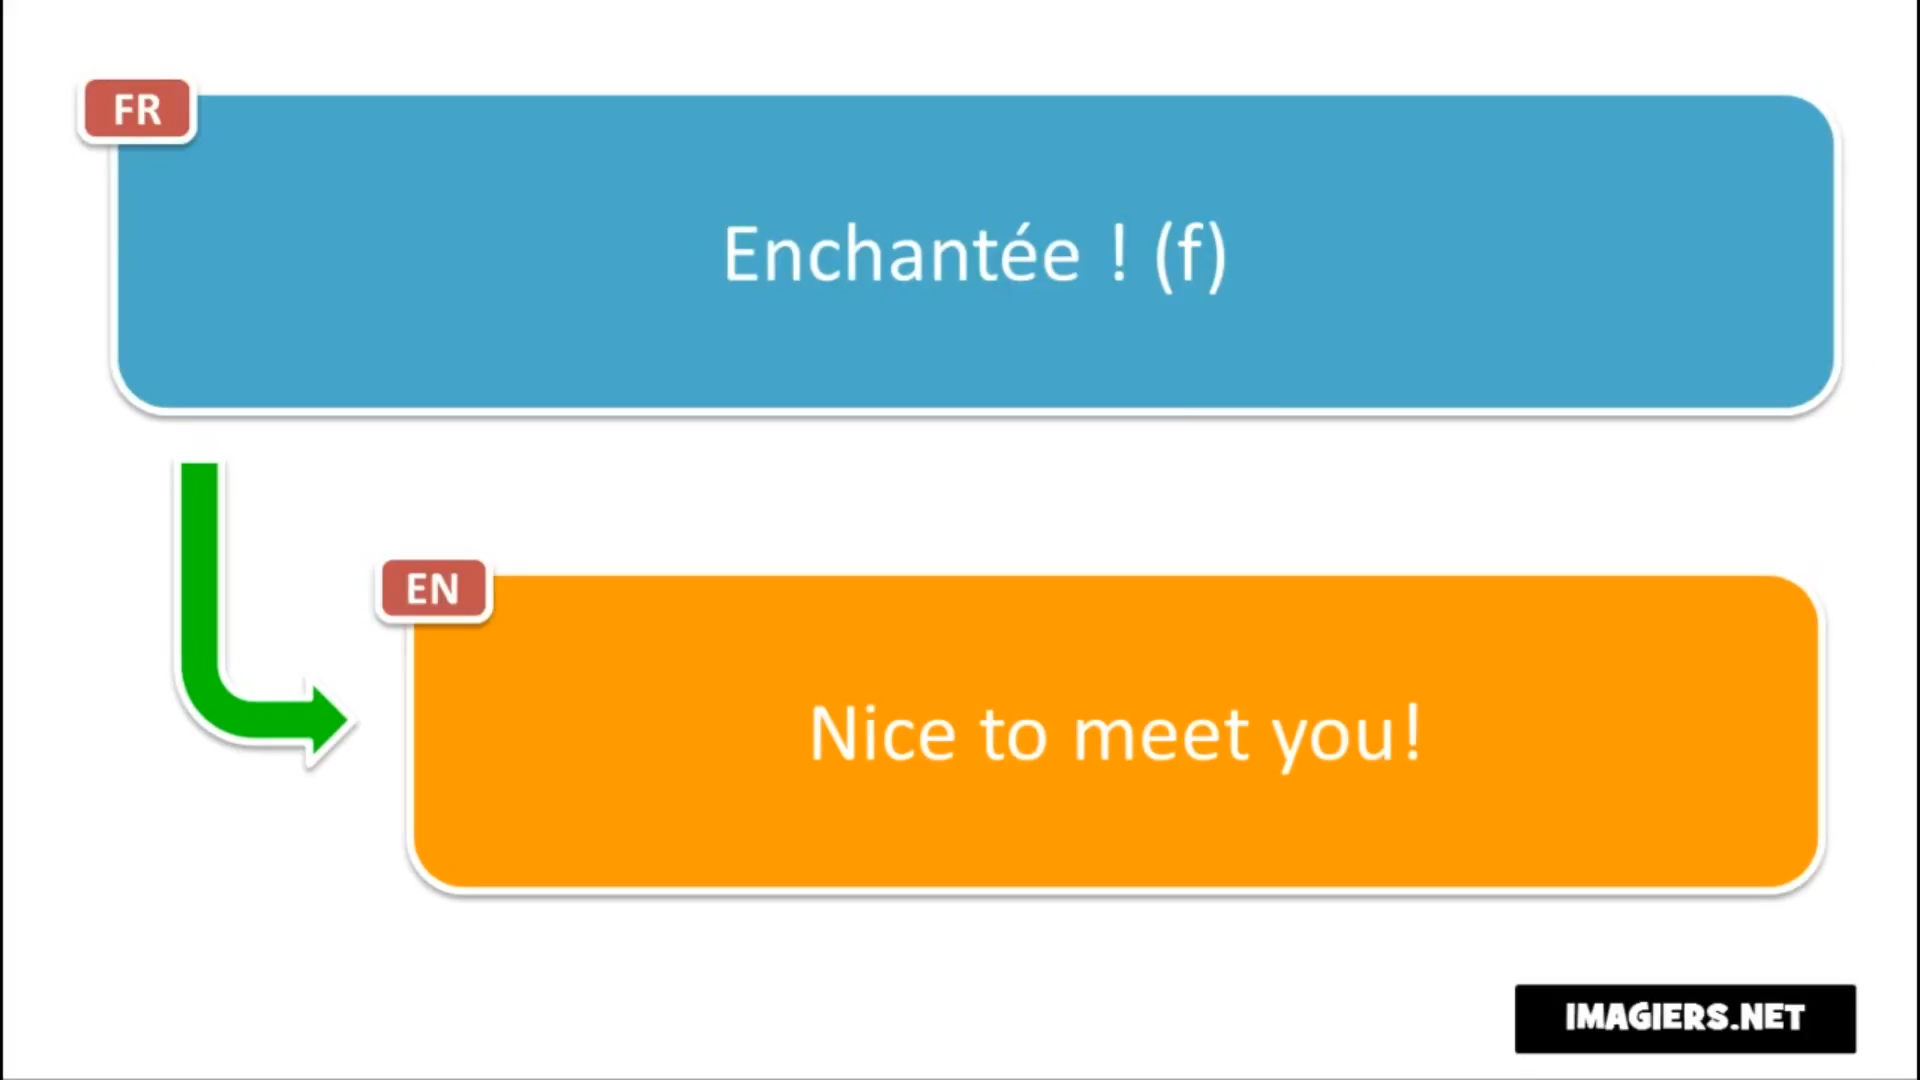 FR
Enchantée ! (f)
EN
Nice to meet you!
IMAGIERS.NET